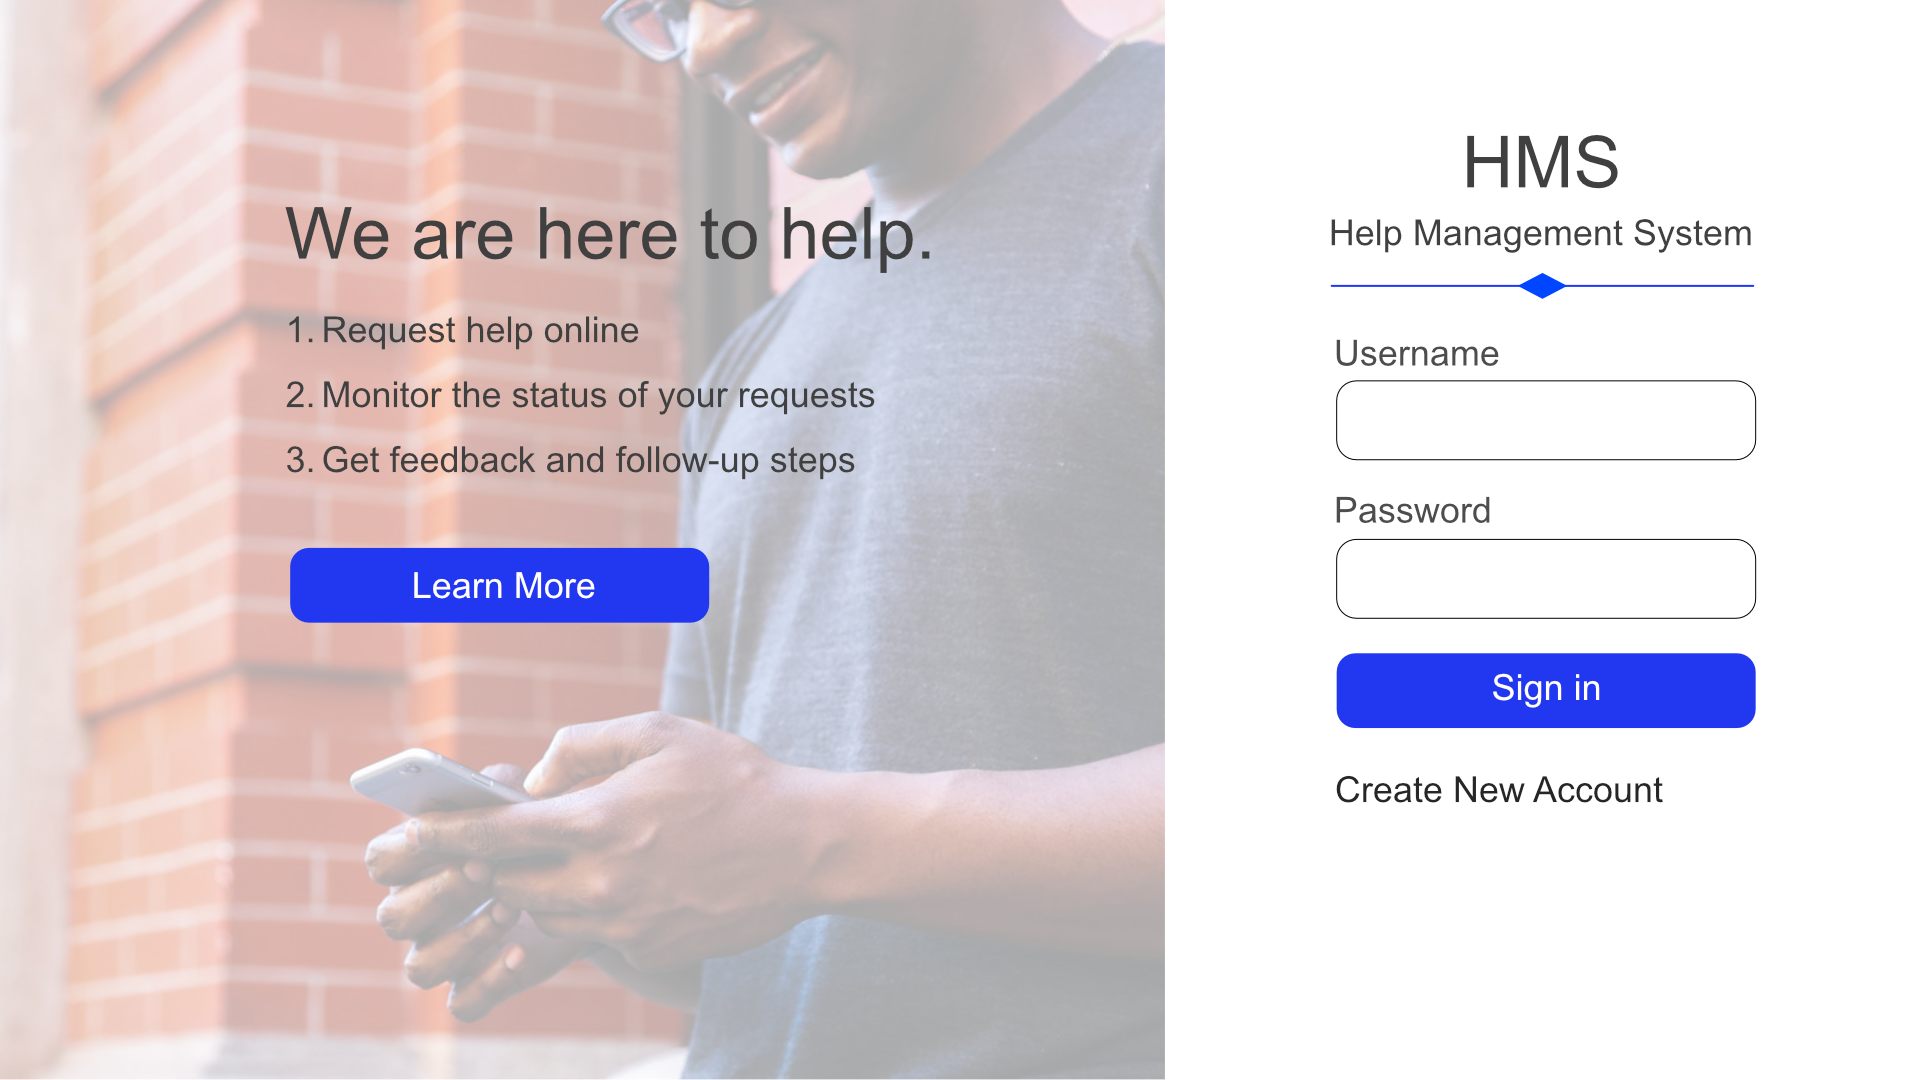 We are here to help.
1. Request help online
2. Monitor the status of your requests
3. Get feedback and follow-up steps
Learn More
HMS
Help Management System
Username
Password
Sign in
Create New Account